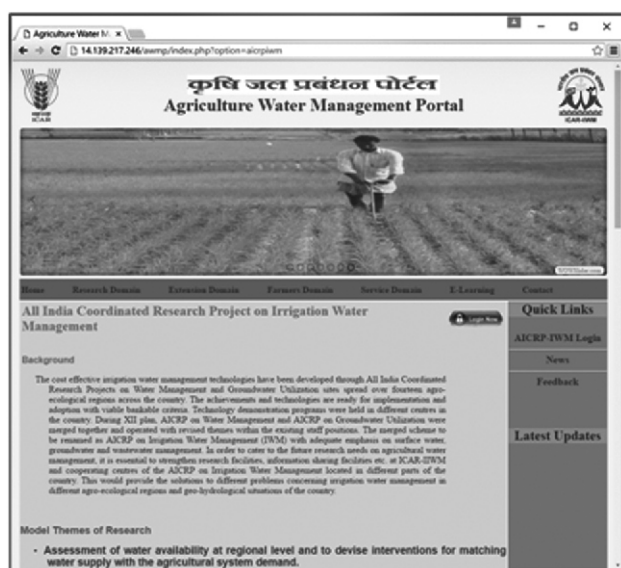 Agriculture Water M
14.139.217.246/awmp/index.php?option=aicrpiwm
कृषि जल प्रबंधन पोर्टल
Agriculture Water Management Portal
ICAR
ICAR-IIWM
Home Research Domain Extension Domain Farmers Domain Service Domain E-Learning Contact
All India Coordinated Research Project on Irrigation Water
Management
Login Now
Quick Links
AICRP-IWM Login
News
Feedback
Latest Updates
Background
The cost effective irrigation water management technologies have been developed through All India Coordinated
Research Projects on Water Management and Groundwater Utilization sites spread over fourteen agro-
ecological regions across the country. The achievements and technologies are ready for implementation and
adoption with viable bankable criteria. Technology demonstration programs were held in different centres in
the country. During XII plan, AICRP on Water Management and AICRP on Groundwater Utilization were
merged together and operated with revised themes within the existing staff positions. The merged scheme to
be renamed as AICRP on Irrigation Water Management (IWM) with adequate emphasis on surface water,
groundwater and wastewater management. In order to cater to the future research needs on agricultural water
management, it is essential to strengthen research facilities, information sharing facilities etc. at ICAR-IIWM
and cooperating centres of the AICRP on Irrigation Water Management located in different parts of the
country. This would provide the solutions to different problems concerning irrigation water management in
different agro-ecological regions and geo-hydrological situations of the country.
Model Themes of Research
- Assessment of water availability at regional level and to devise interventions for matching
water supply with the agricultural system demand.